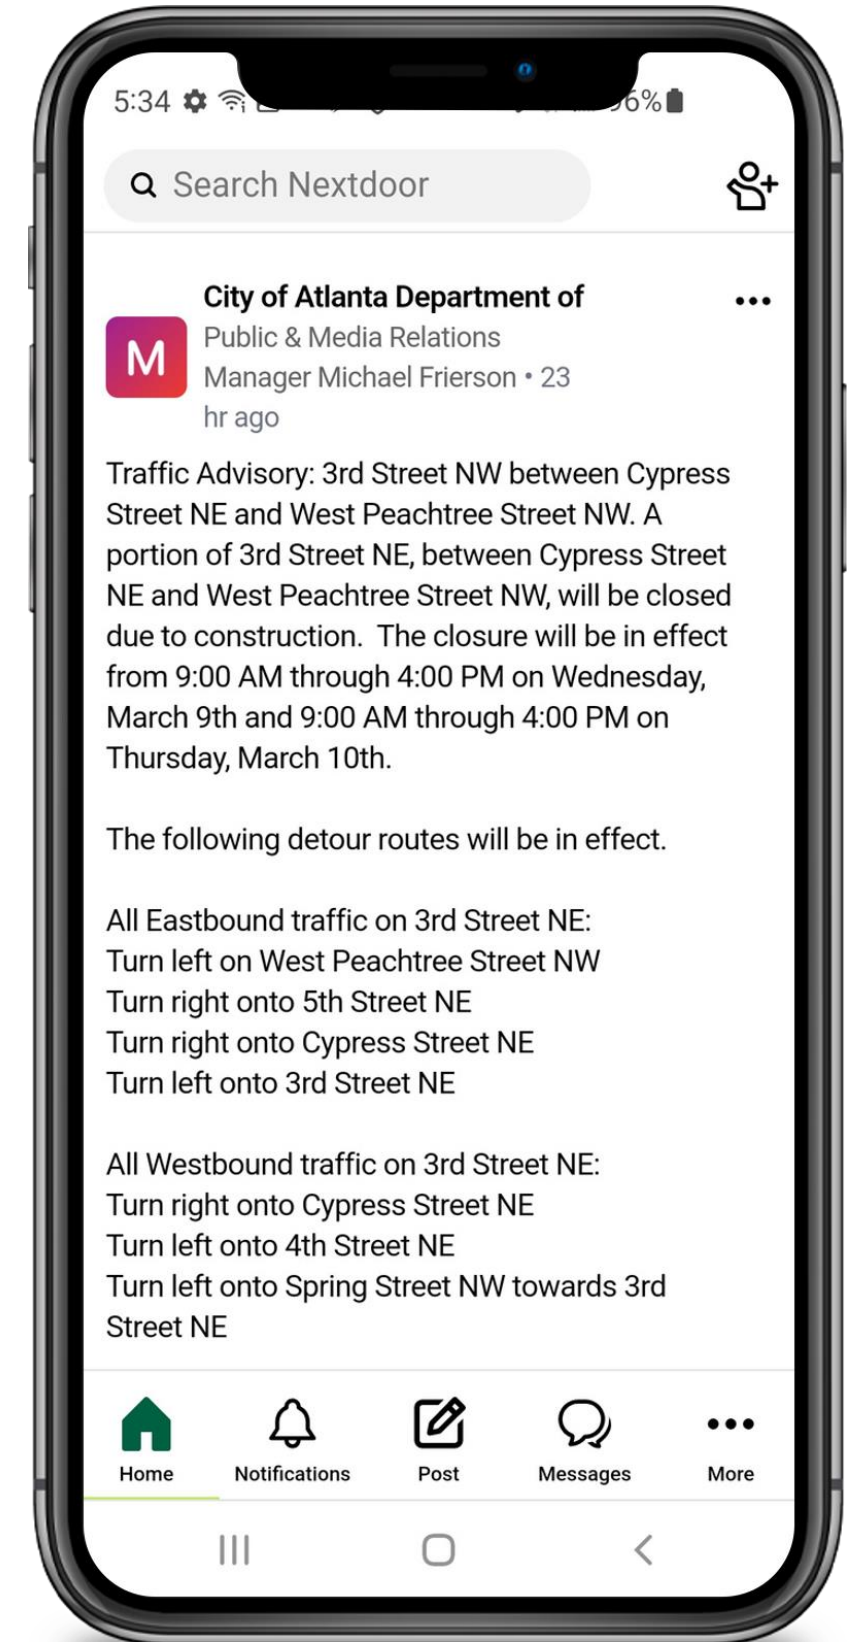 5:34
6%
Search Nextdoor
City of Atlanta Department of
M
Public & Media Relations
Manager Michael Frierson • 23
hr ago
Traffic Advisory: 3rd Street NW between Cypress
Street NE and West Peachtree Street NW. A
portion of 3rd Street NE, between Cypress Street
NE and West Peachtree Street NW, will be closed
due to construction.  The closure will be in effect
from 9:00 AM through 4:00 PM on Wednesday,
March 9th and 9:00 AM through 4:00 PM on
Thursday, March 10th.
The following detour routes will be in effect.
All Eastbound traffic on 3rd Street NE:
Turn left on West Peachtree Street NW
Turn right onto 5th Street NE
Turn right onto Cypress Street NE
Turn left onto 3rd Street NE
All Westbound traffic on 3rd Street NE:
Turn right onto Cypress Street NE
Turn left onto 4th Street NE
Turn left onto Spring Street NW towards 3rd
Street NE
Home
Notifications
Post
Messages
More